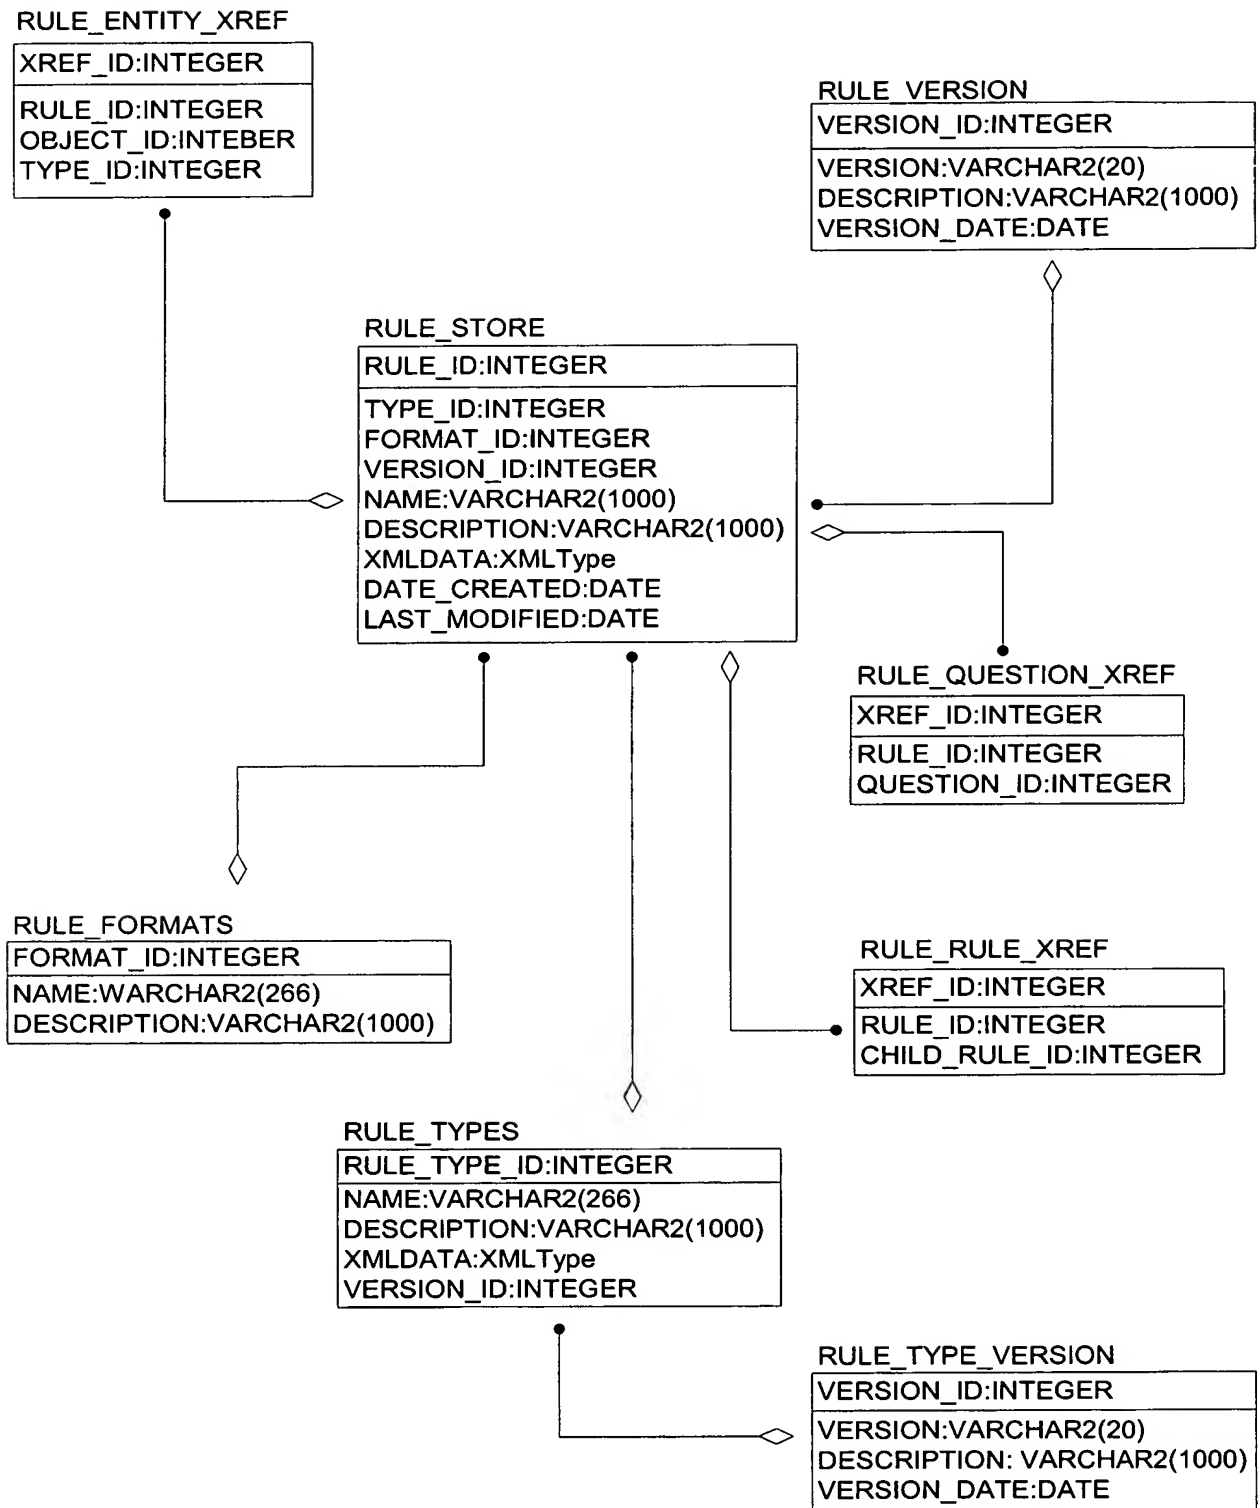 RULE_ENTITY_XREF
XREF_ID:INTEGER
RULE_ID:INTEGER
OBJECT_ID:INTEBER
TYPE_ID:INTEGER
RULE_VERSION
VERSION_ID:INTEGER
VERSION:VARCHAR2(20)
DESCRIPTION:VARCHAR2(1000)
VERSION_DATE:DATE
RULE_STORE
RULE_ID:INTEGER
TYPE_ID:INTEGER
FORMAT_ID:INTEGER
VERSION_ID:INTEGER
NAME:VARCHAR2(1000)
DESCRIPTION:VARCHAR2(1000)
XMLDATA:XMLType
DATE_CREATED:DATE
LAST_MODIFIED:DATE
RULE_QUESTION_XREF
XREF_ID:INTEGER
RULE_ID:INTEGER
QUESTION_ID:INTEGER
RULE_FORMATS
FORMAT_ID:INTEGER
NAME:WARCHAR2(266)
DESCRIPTION:VARCHAR2(1000)
RULE_RULE_XREF
XREF_ID:INTEGER
RULE_ID:INTEGER
CHILD_RULE_ID:INTEGER
RULE_TYPES
RULE_TYPE_ID:INTEGER
NAME:VARCHAR2(266)
DESCRIPTION:VARCHAR2(1000)
XMLDATA:XMLType
VERSION_ID:INTEGER
RULE_TYPE_VERSION
VERSION_ID:INTEGER
VERSION:VARCHAR2(20)
DESCRIPTION: VARCHAR2(1000)
VERSION_DATE:DATE